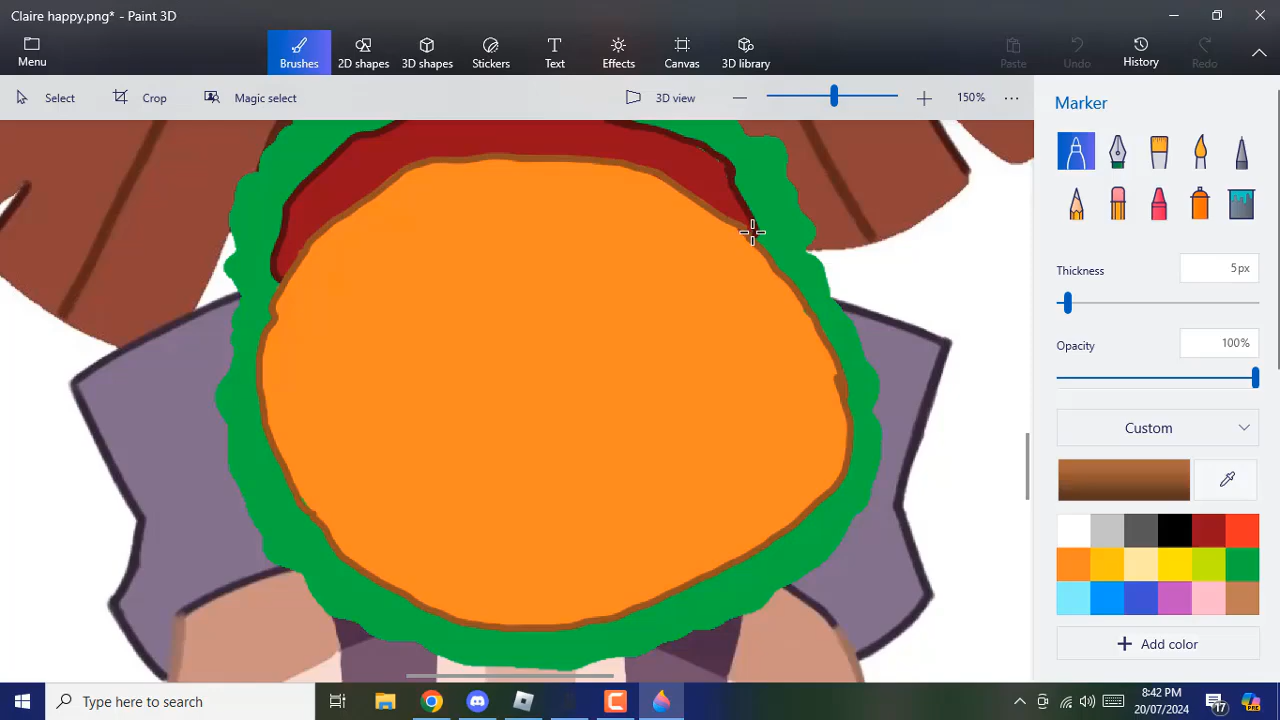 Claire happy.png* - Paint 3D
Menu
Brushes
2D shapes
3D shapes
Stickers
Text
Effects
Canvas
3D library
Paste
Undo
History
Redo
Select
Crop
Magic select
3D view
150%
Marker
Thickness
5px
Opacity
100%
Custom
Add color
Type here to search
8:42 PM
20/07/2024
17
PRE